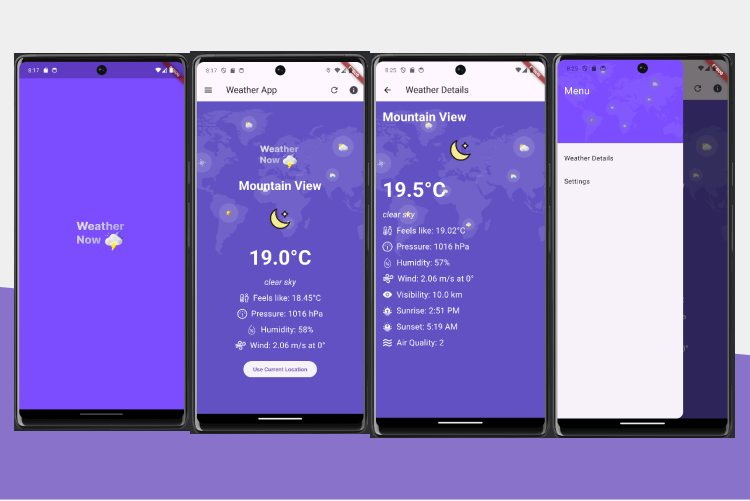 8:17
Weather
Now
8:17
Weather App
Weather
Now
Mountain View
19.0°C
clear sky
Feels like: 18.45°C
Pressure: 1016 hPa
Humidity: 58%
Wind: 2.06 m/s at 0°
Use Current Location
8:25
Weather Details
Mountain View
19.5°C
clear sky
Feels like: 19.02°C
Pressure: 1016 hPa
Humidity: 57%
Wind: 2.06 m/s at 0°
Visibility: 10.0 km
Sunrise: 2:51 PM
Sunset: 5:19 AM
Air Quality: 2
8:25
Menu
Weather Details
Settings